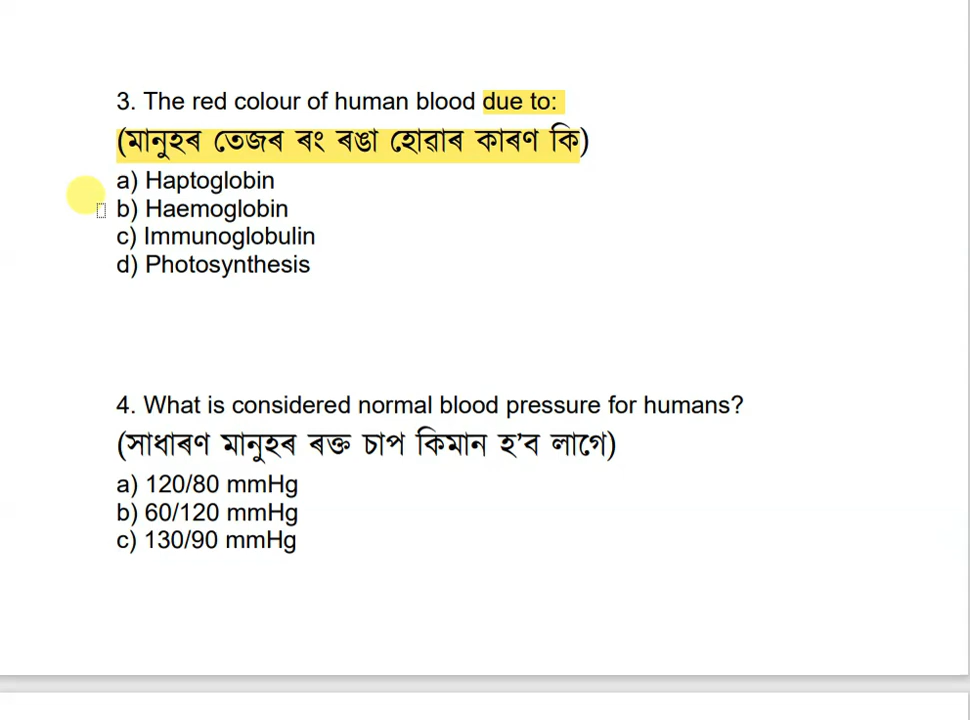 3. The red colour of human blood due to:
(মানুহৰ তেজৰ ৰং ৰঙা হোৱাৰ কাৰণ কি)
a) Haptoglobin
b) Haemoglobin
c) Immunoglobulin
d) Photosynthesis
4. What is considered normal blood pressure for humans?
(সাধাৰণ মানুহৰ ৰক্ত চাপ কিমান হ’ব লাগে)
a) 120/80 mmHg
b) 60/120 mmHg
c) 130/90 mmHg